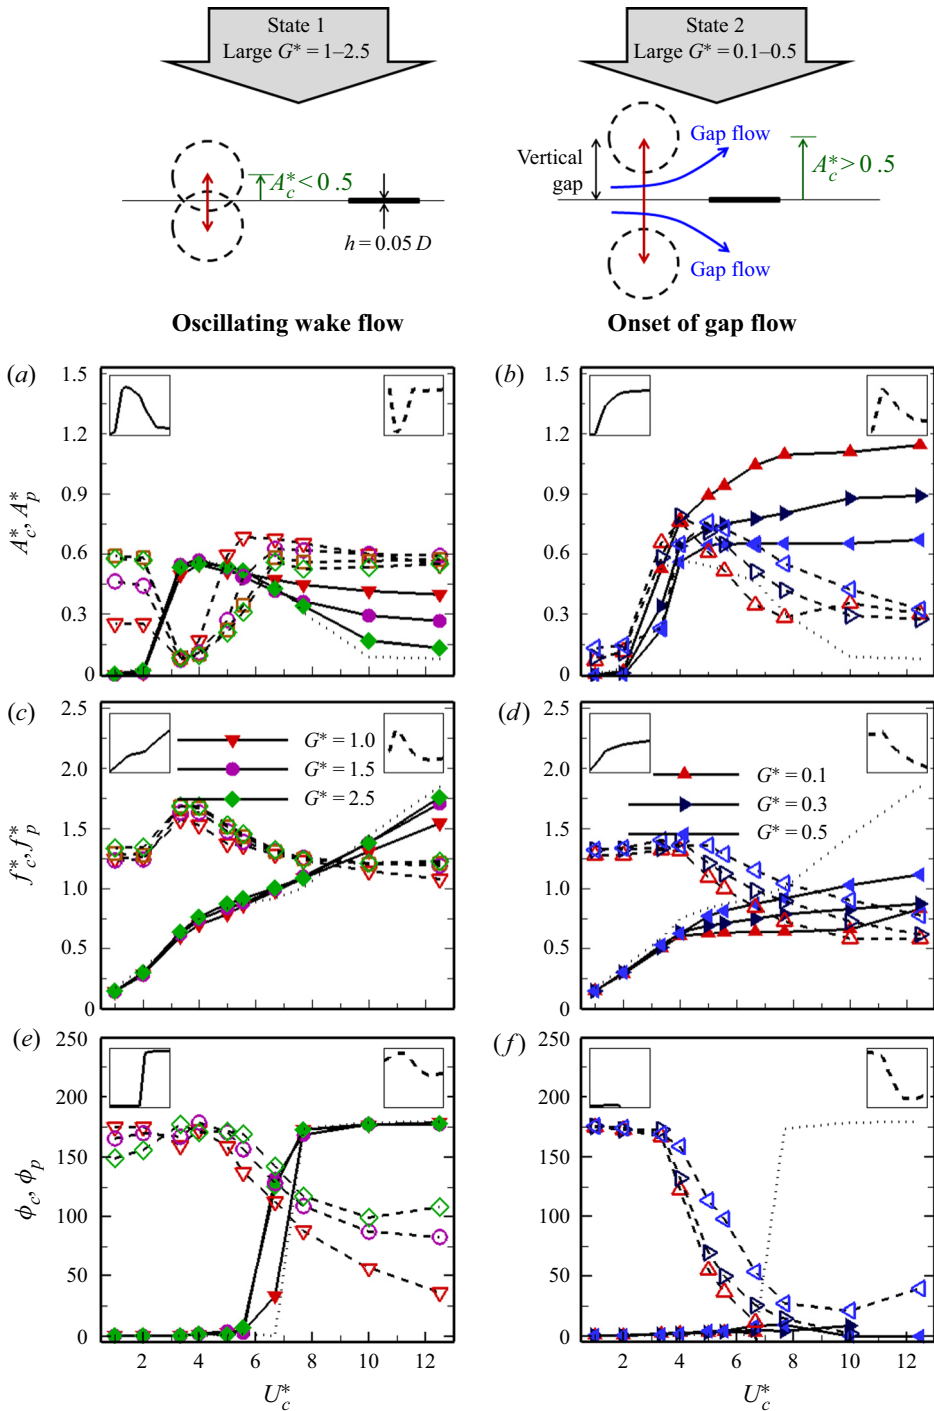 State 1
Large G* = 1–2.5
State 2
Large G* = 0.1–0.5
A*c < 0.5
h = 0.05 D
Vertical
gap
Gap flow
A*c > 0.5
Gap flow
Oscillating wake flow
Onset of gap flow
(a)
1.5
1.2
0.9
0.6
0.3
0
A*c, A*p
(b)
1.5
1.2
0.9
0.6
0.3
0
(c)
2.5
2.0
1.5
1.0
0.5
0
f*c, f*p
G* = 1.0
G* = 1.5
G* = 2.5
(d)
2.5
2.0
1.5
1.0
0.5
0
G* = 0.1
G* = 0.3
G* = 0.5
(e)
250
200
150
100
50
0
ϕc, ϕp
2 4 6 8 10 12
U*c
(f)
250
200
150
100
50
0
2 4 6 8 10 12
U*c